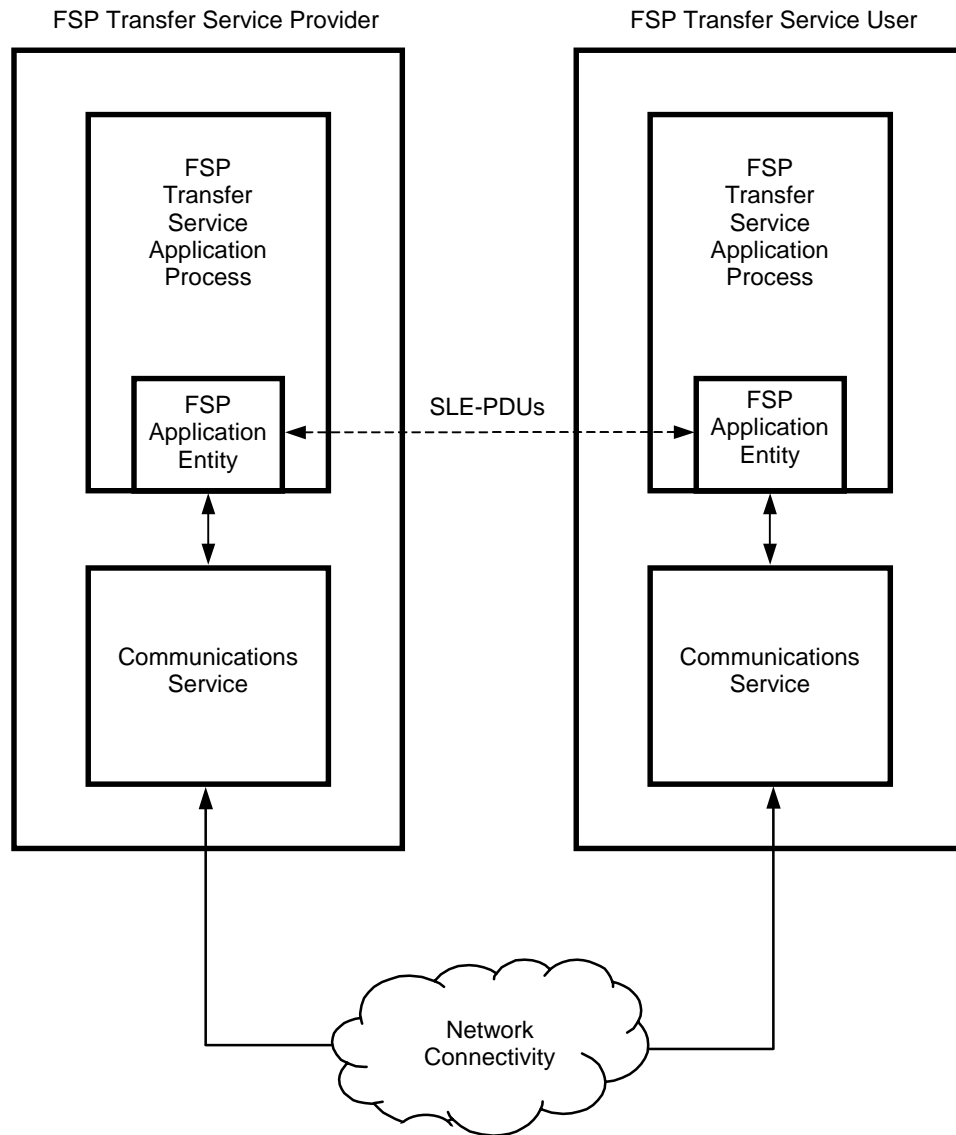 FSP Transfer Service Provider
FSP Transfer Service User
FSP
Transfer
Service
Application
Process
FSP
Transfer
Service
Application
Process
FSP
Application
Entity
SLE-PDUs
FSP
Application
Entity
Communications
Service
Communications
Service
Network
Connectivity